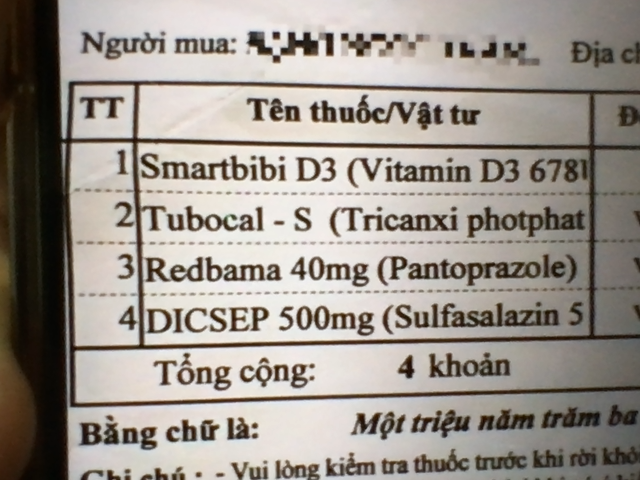 Người mua:
Địa ch
TT Tên thuốc/Vật tư Đ
1 Smartbibi D3 (Vitamin D3 678
2 Tubocal - S (Tricanxi photphat
3 Redbama 40mg (Pantoprazole)
4 DICSEP 500mg (Sulfasalazin 5
Tổng cộng: 4 khoản
Bằng chữ là: Một triệu năm trăm ba
Ghi chú: - Vui lòng kiểm tra thuốc trước khi rời